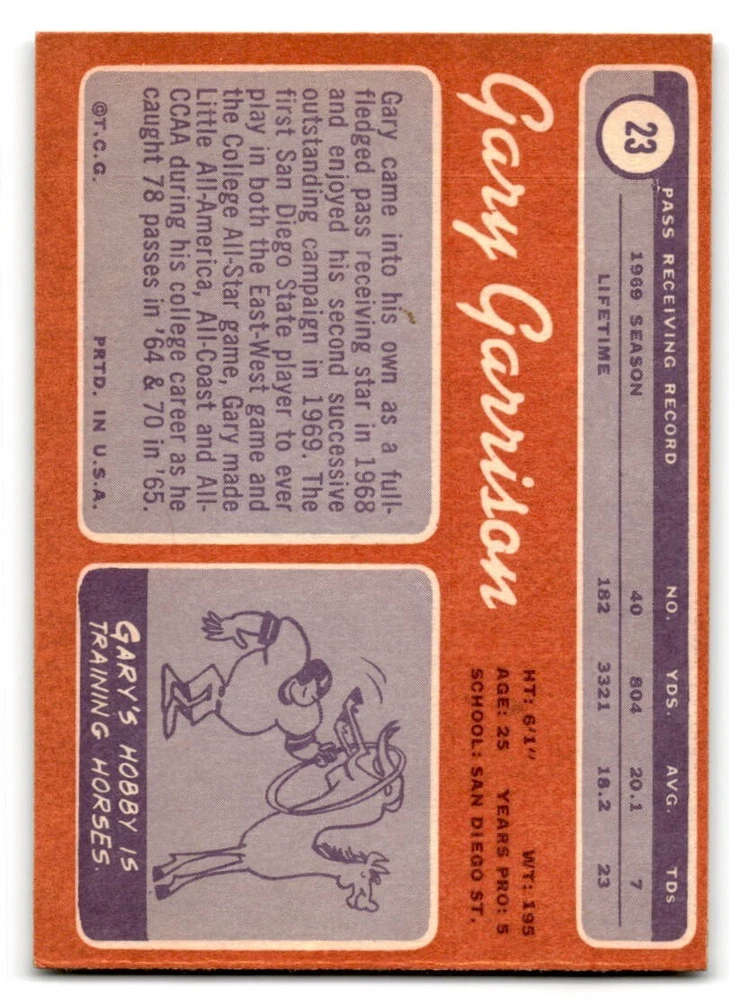 23
PASS RECEIVING RECORD NO. YDS. AVG. TDS
1969 SEASON 40 804 20.1 7
LIFETIME 182 3321 18.2 23
Gary Garrison
HT: 6'1" WT: 195
AGE: 25 YEARS PRO: 5
SCHOOL: SAN DIEGO ST.
Gary came into his own as a full-
fledged pass receiving star in 1968
and enjoyed his second successive
outstanding campaign in 1969. The
first San Diego State player to ever
play in both the East-West game and
the College All-Star game, Gary made
Little All-America, All-Coast and All-
CCAA during his college career as he
caught 78 passes in '64 & 70 in '65.
©T.C.G. PRTD. IN U.S.A.
GARY'S HOBBY IS
TRAINING HORSES.